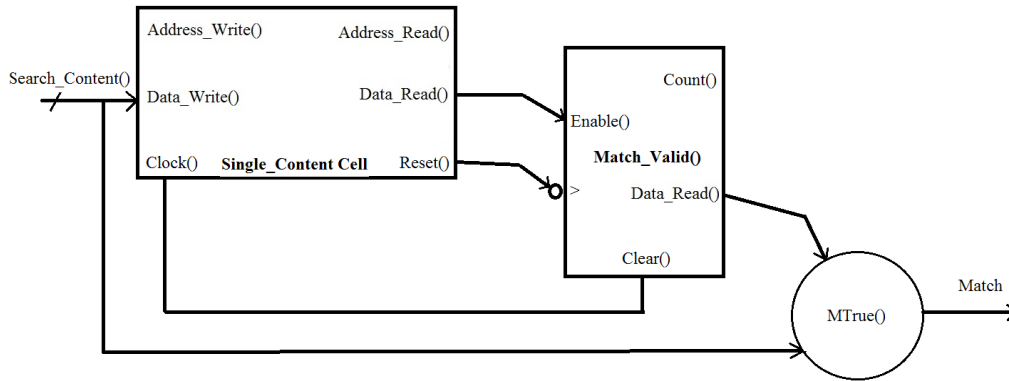 Address_Write()
Address_Read()
Search_Content()
Data_Write()
Data_Read()
Clock()
Single_Content Cell
Reset()
Count()
Enable()
Match_Valid()
>
Data_Read()
Clear()
MTrue()
Match